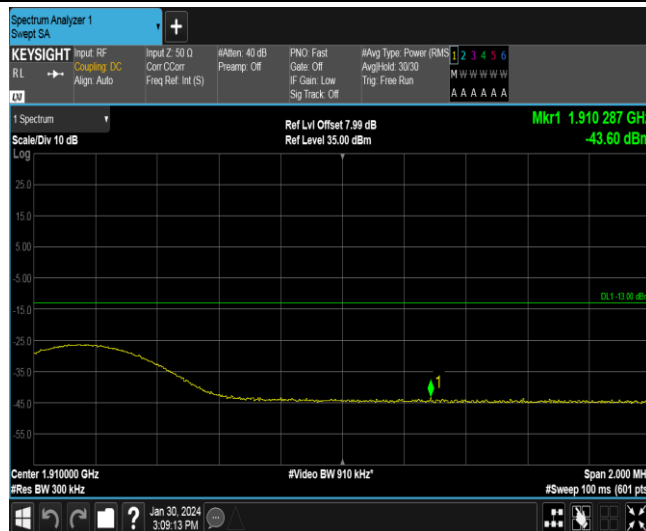 Spectrum Analyzer 1
Swept SA
KEYSIGHT
RL
Input: RF
Coupling: DC
Align: Auto
Input Z: 50 Ω
Corr CCorr
Freq Ref: Int (S)
#Atten: 40 dB
Preamp: Off
PNO: Fast
Gate: Off
IF Gain: Low
Sig Track: Off
#Avg Type: Power (RMS
Avg|Hold: 30/30
Trig: Free Run
1 2 3 4 5 6
M W W W W W
A A A A A A
1 Spectrum
Scale/Div 10 dB
Log
Ref Lvl Offset 7.99 dB
Ref Level 35.00 dBm
Mkr1 1.910 287 GHz
-43.60 dBm
25.0
15.0
5.00
-5.00
DL1 -13.00 dBm
-15.0
-25.0
-35.0
1
-45.0
-55.0
Center 1.910000 GHz
#Res BW 300 kHz
#Video BW 910 kHz*
Span 2.000 MH
#Sweep 100 ms (601 pts
?
Jan 30, 2024
3:09:13 PM